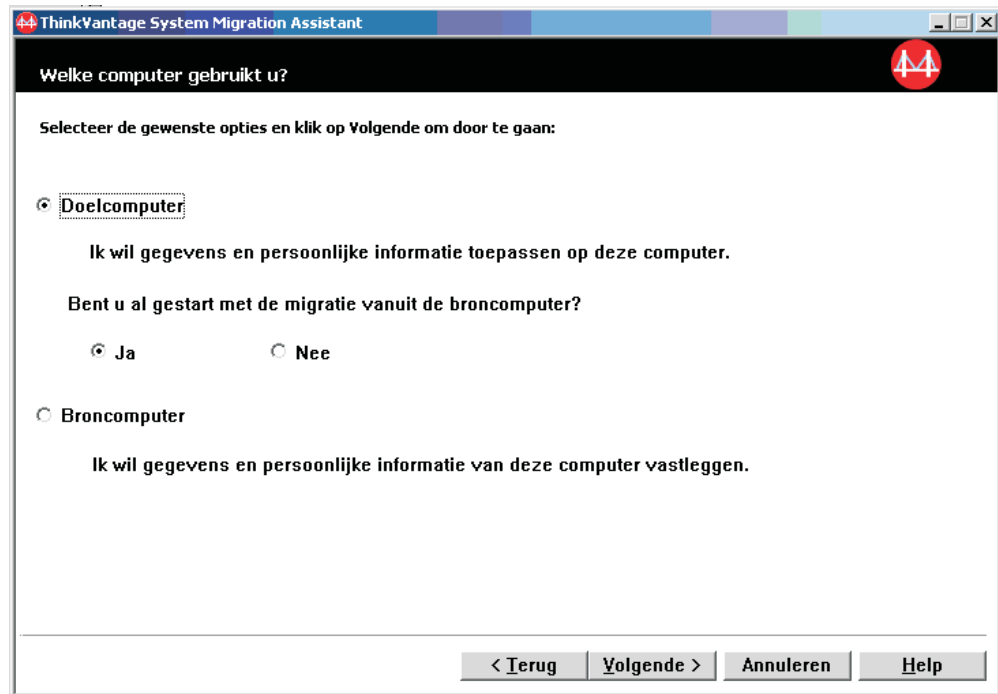 ThinkVantage System Migration Assistant
Welke computer gebruikt u?
Selecteer de gewenste opties en klik op Volgende om door te gaan:
Doelcomputer
Ik wil gegevens en persoonlijke informatie toepassen op deze computer.
Bent u al gestart met de migratie vanuit de broncomputer?
Ja Nee
Broncomputer
Ik wil gegevens en persoonlijke informatie van deze computer vastleggen.
< Terug Volgende > Annuleren Help